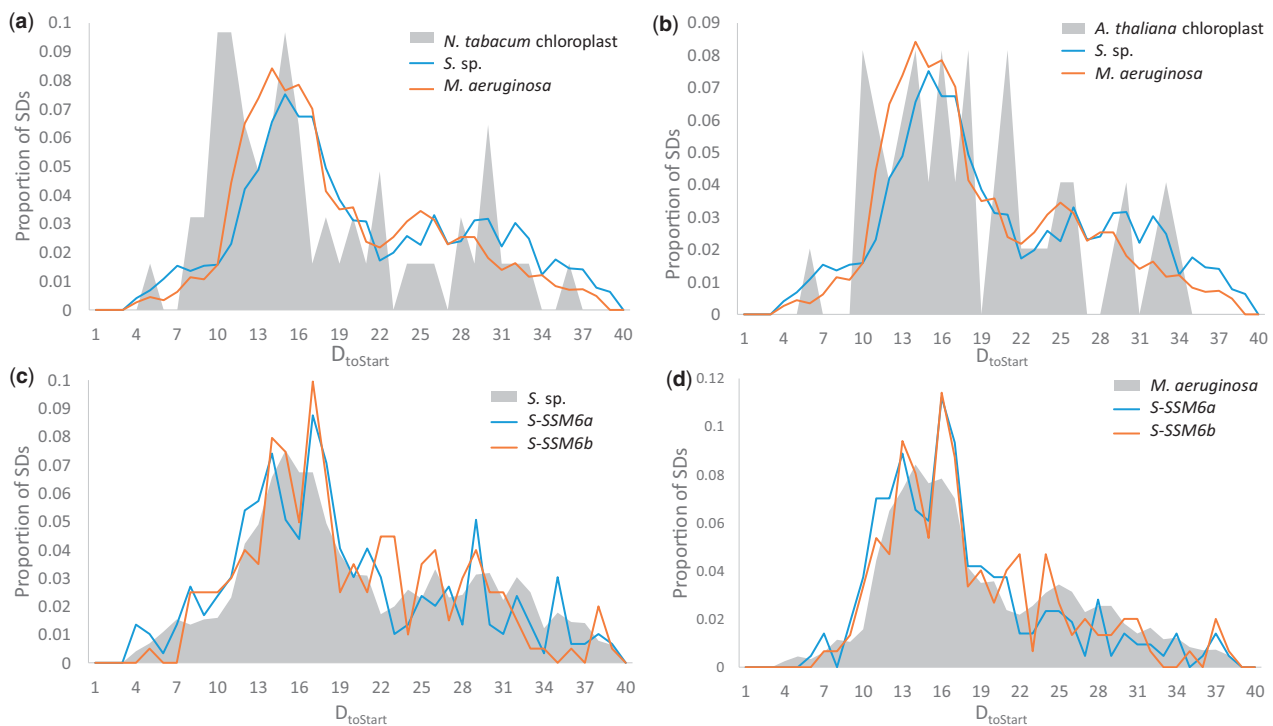 (a)
0.1
0.09
0.08
0.07
0.06
0.05
0.04
0.03
0.02
0.01
0
Proportion of SDs
N. tabacum chloroplast
S. sp.
M. aeruginosa
1 4 7 10 13 16 19 22 25 28 31 34 37 40
DtoStart
(b)
0.09
0.08
0.07
0.06
0.05
0.04
0.03
0.02
0.01
0
Proportion of SDs
A. thaliana chloroplast
S. sp.
M. aeruginosa
1 4 7 10 13 16 19 22 25 28 31 34 37 40
DtoStart
(c)
0.1
0.09
0.08
0.07
0.06
0.05
0.04
0.03
0.02
0.01
0
Proportion of SDs
S. sp.
S-SSM6a
S-SSM6b
1 4 7 10 13 16 19 22 25 28 31 34 37 40
DtoStart
(d)
0.12
0.1
0.08
0.06
0.04
0.02
0
Proportion of SDs
M. aeruginosa
S-SSM6a
S-SSM6b
1 4 7 10 13 16 19 22 25 28 31 34 37 40
DtoStart